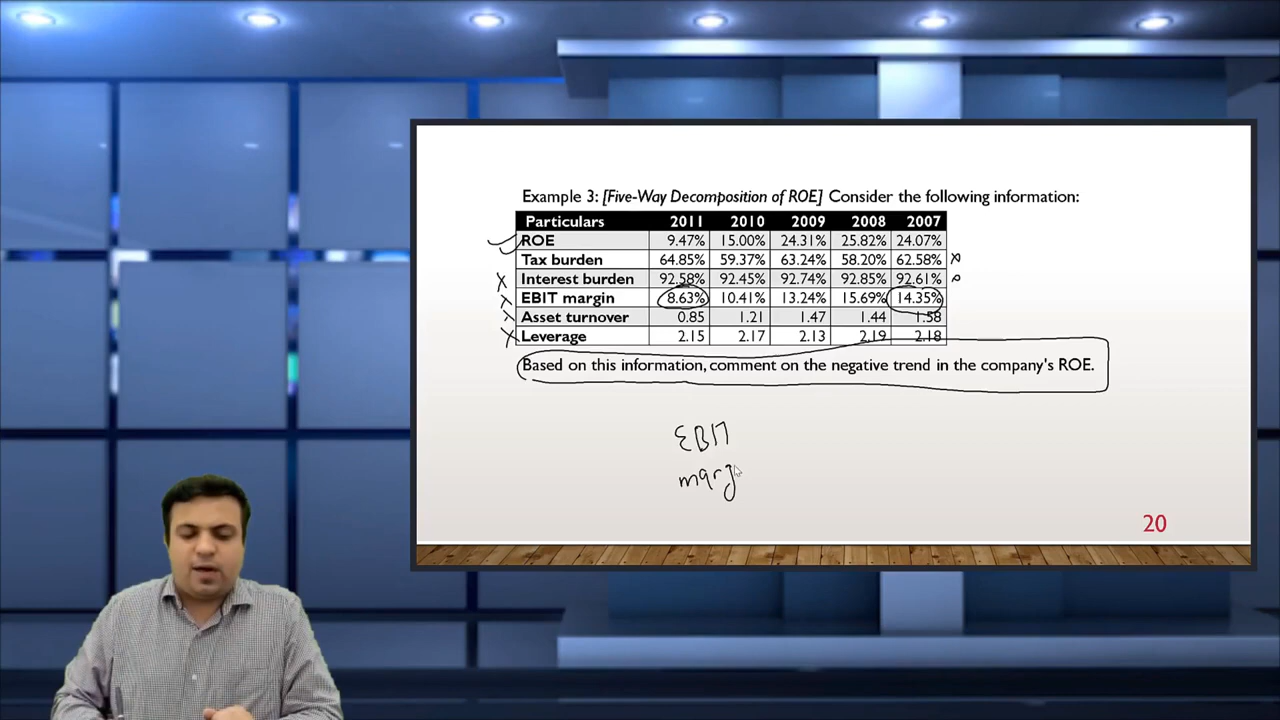 Example 3: [Five-Way Decomposition of ROE] Consider the following information:
Particulars 2011 2010 2009 2008 2007
ROE 9.47% 15.00% 24.31% 25.82% 24.07%
Tax burden 64.85% 59.37% 63.24% 58.20% 62.58%
Interest burden 92.58% 92.45% 92.74% 92.85% 92.61%
EBIT margin 8.63% 10.41% 13.24% 15.69% 14.35%
Asset turnover 0.85 1.21 1.47 1.44 1.58
Leverage 2.15 2.17 2.13 2.19 2.18
Based on this information, comment on the negative trend in the company's ROE.
EBIT
marg
20